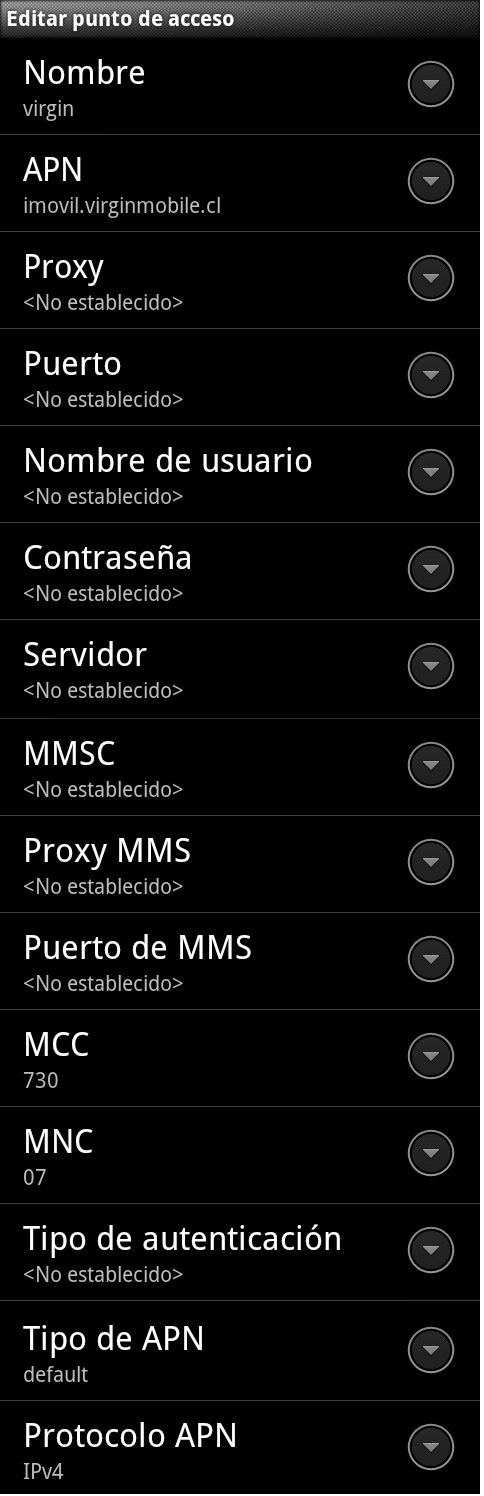 Editar punto de acceso
Nombre
virgin
APN
imovil.virginmobile.cl
Proxy
<No establecido>
Puerto
<No establecido>
Nombre de usuario
<No establecido>
Contraseña
<No establecido>
Servidor
<No establecido>
MMSC
<No establecido>
Proxy MMS
<No establecido>
Puerto de MMS
<No establecido>
MCC
730
MNC
07
Tipo de autenticación
<No establecido>
Tipo de APN
default
Protocolo APN
IPv4